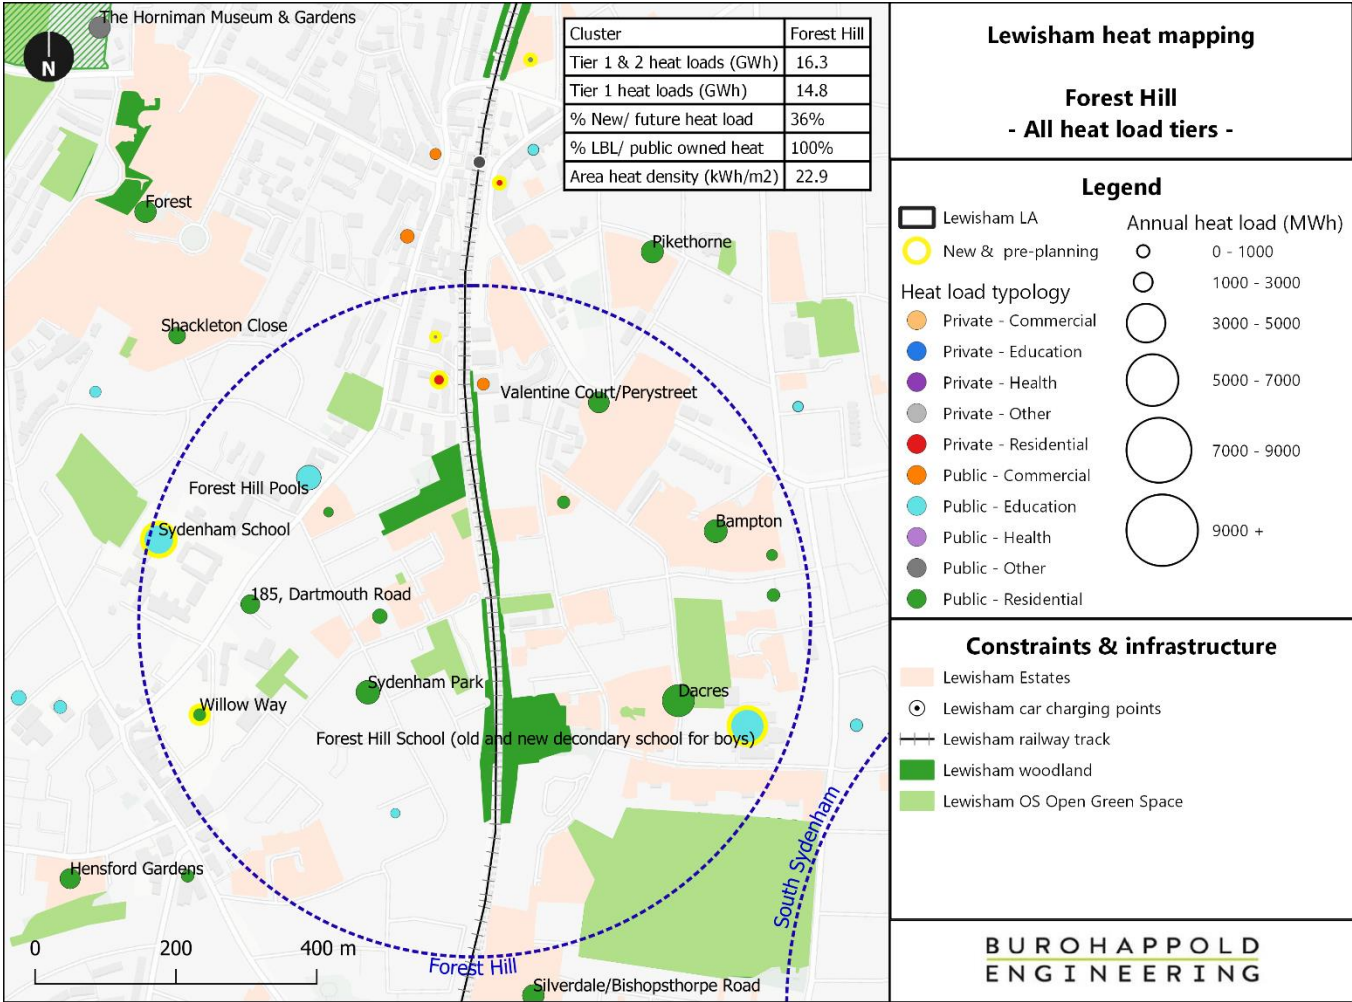 The Horniman Museum & Gardens
N
Cluster Forest Hill
Tier 1 & 2 heat loads (GWh) 16.3
Tier 1 heat loads (GWh) 14.8
% New/ future heat load 36%
% LBL/ public owned heat 100%
Area heat density (kWh/m2) 22.9
Forest
Pikethorne
Shackleton Close
Valentine Court/Perystreet
Forest Hill Pools
Sydenham School
Bampton
185, Dartmouth Road
Sydenham Park
Dacres
Willow Way
Forest Hill School (old and new decondary school for boys)
Hensford Gardens
South Sydenham
Forest Hill
Silverdale/Bishopsthorpe Road
0 200 400 m
Lewisham heat mapping
Forest Hill
- All heat load tiers -
Legend
Lewisham LA
New & pre-planning
Heat load typology
Private - Commercial
Private - Education
Private - Health
Private - Other
Private - Residential
Public - Commercial
Public - Education
Public - Health
Public - Other
Public - Residential
Annual heat load (MWh)
0 - 1000
1000 - 3000
3000 - 5000
5000 - 7000
7000 - 9000
9000 +
Constraints & infrastructure
Lewisham Estates
Lewisham car charging points
Lewisham railway track
Lewisham woodland
Lewisham OS Open Green Space
BUROHAPPOLD
ENGINEERING